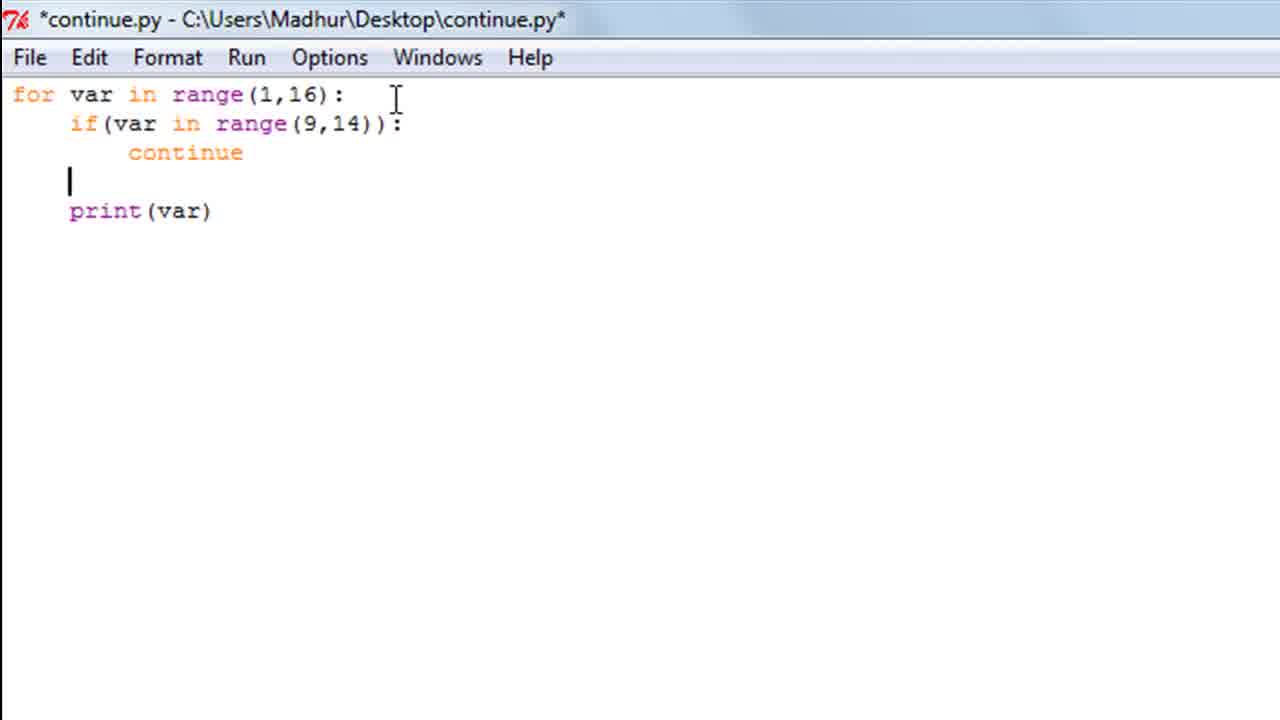 *continue.py - C:\Users\Madhur\Desktop\continue.py*
File Edit Format Run Options Windows Help
for var in range(1,16):
    if(var in range(9,14)):
        continue
    print(var)